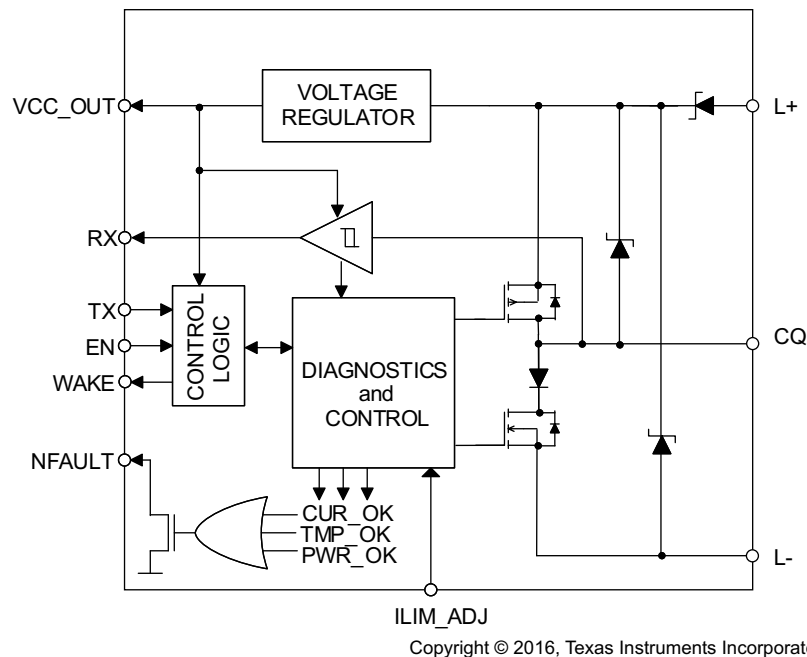 VOLTAGE
REGULATOR
VCC_OUT
L+
RX
TX
EN
WAKE
CONTROL
LOGIC
DIAGNOSTICS
and
CONTROL
CQ
NFAULT
CUR_OK
TMP_OK
PWR_OK
L-
ILIM_ADJ
Copyright © 2016, Texas Instruments Incorporat